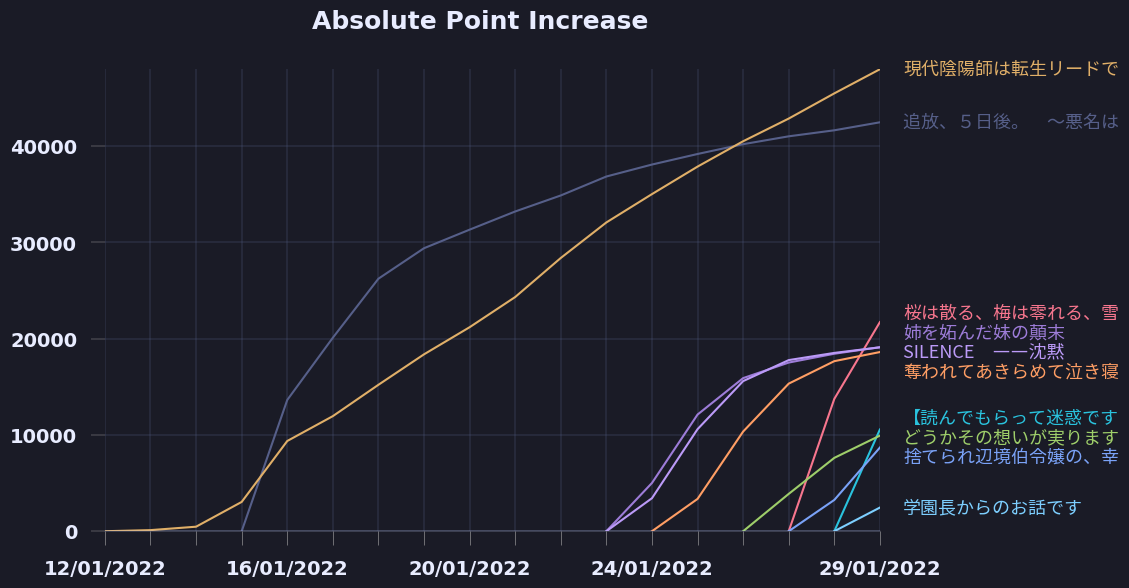 Absolute Point Increase
現代陰陽師は転生リードで
追放、５日後。　～悪名は
40000
30000
桜は散る、梅は零れる、雪
姉を妬んだ妹の顛末
20000
SILENCE　——沈黙
奪われてあきらめて泣き寝
【読んでもらって迷惑です
10000
どうかその想いが実ります
捨てられ辺境伯令嬢の、幸
学園長からのお話です
0
12/01/2022
16/01/2022
20/01/2022
24/01/2022
29/01/2022